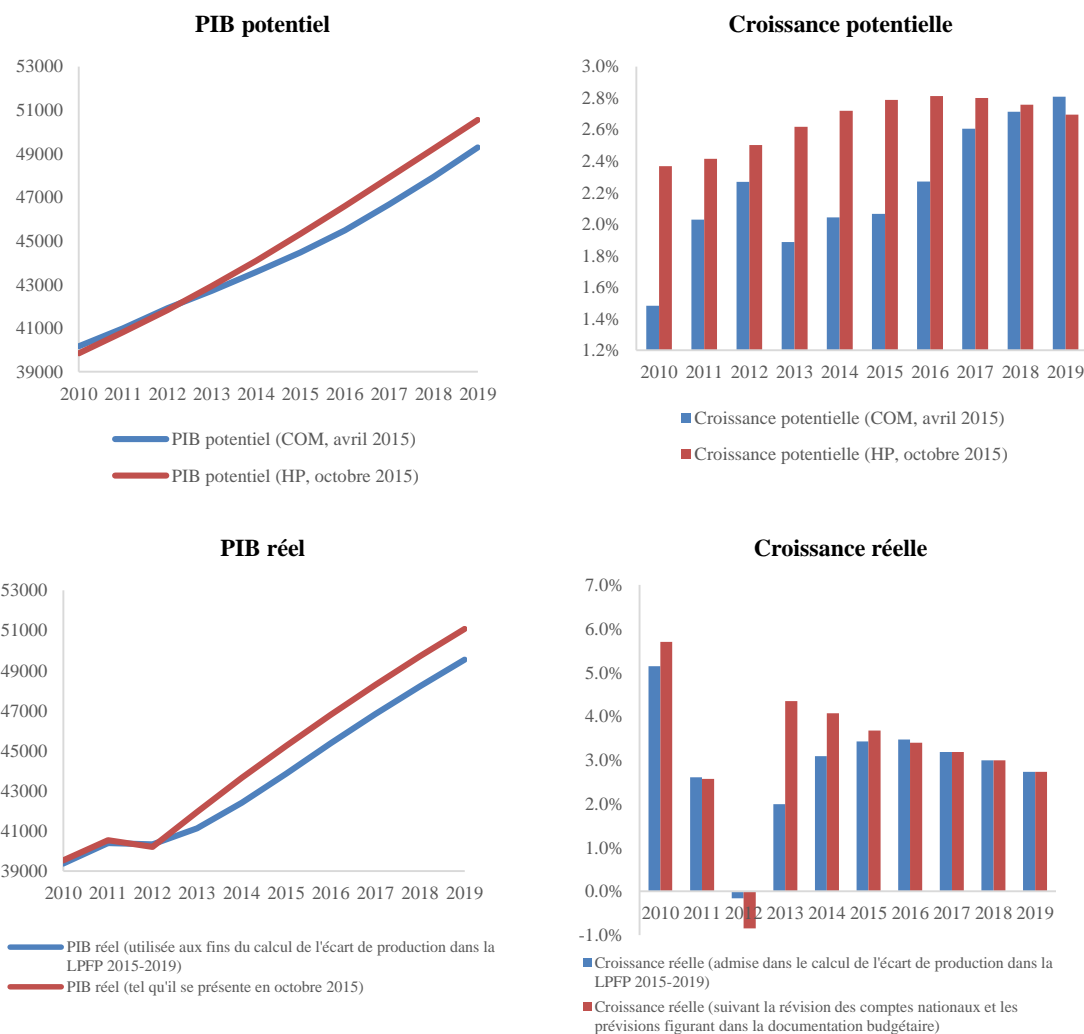 PIB potentiel
53000
51000
49000
47000
45000
43000
41000
39000
2010 2011 2012 2013 2014 2015 2016 2017 2018 2019
PIB potentiel (COM, avril 2015)
PIB potentiel (HP, octobre 2015)
Croissance potentielle
3.0%
2.8%
2.6%
2.4%
2.2%
2.0%
1.8%
1.6%
1.4%
1.2%
2010 2011 2012 2013 2014 2015 2016 2017 2018 2019
Croissance potentielle (COM, avril 2015)
Croissance potentielle (HP, octobre 2015)
PIB réel
53000
51000
49000
47000
45000
43000
41000
39000
2010 2011 2012 2013 2014 2015 2016 2017 2018 2019
PIB réel (utilisée aux fins du calcul de l'écart de production dans la
LPFP 2015-2019)
PIB réel (tel qu'il se présente en octobre 2015)
Croissance réelle
7.0%
6.0%
5.0%
4.0%
3.0%
2.0%
1.0%
0.0%
-1.0%
2010 2011 2012 2013 2014 2015 2016 2017 2018 2019
Croissance réelle (admise dans le calcul de l'écart de production dans la
LPFP 2015-2019)
Croissance réelle (suivant la révision des comptes nationaux et les
prévisions figurant dans la documentation budgétaire)